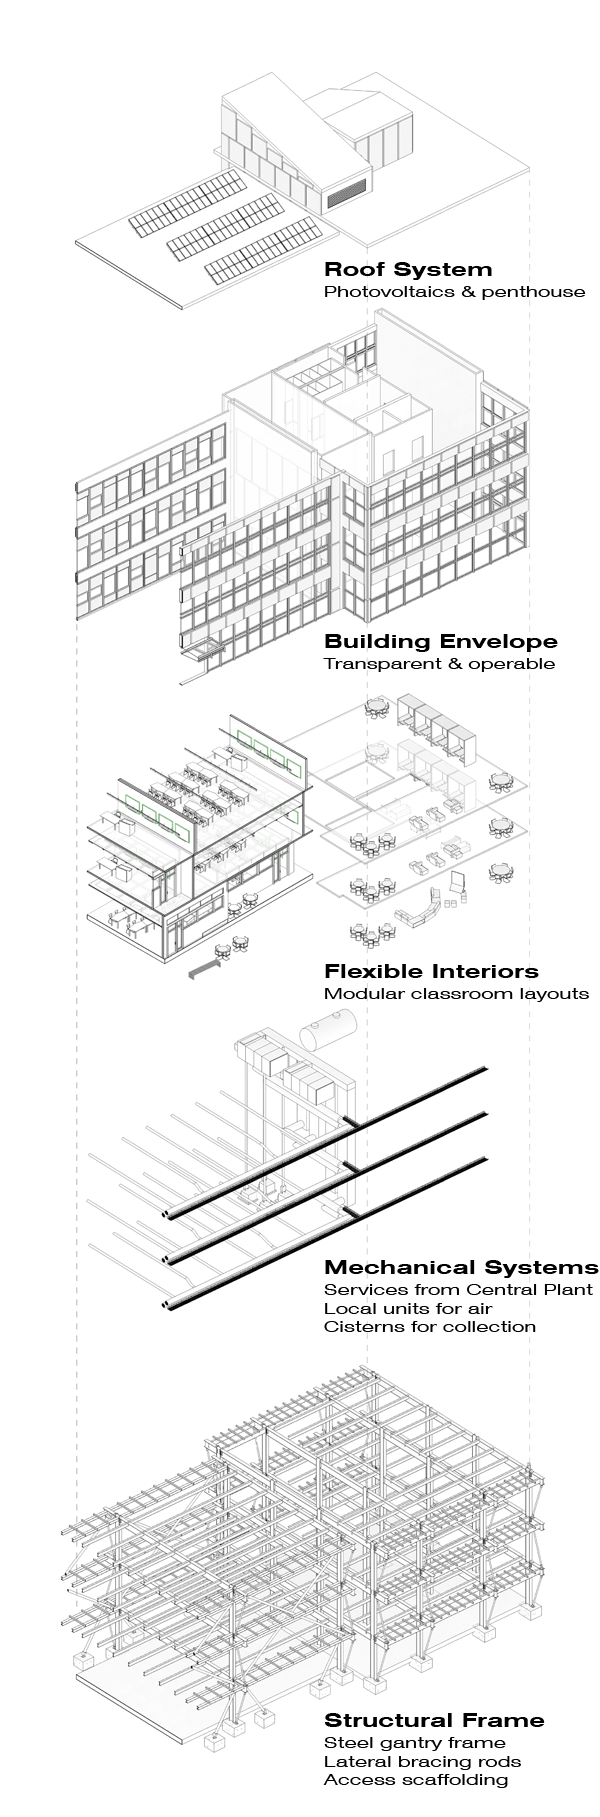 Roof System
Photovoltaics & penthouse
Building Envelope
Transparent & operable
Flexible Interiors
Modular classroom layouts
Mechanical Systems
Services from Central Plant
Local units for air
Cisterns for collection
Structural Frame
Steel gantry frame
Lateral bracing rods
Access scaffolding